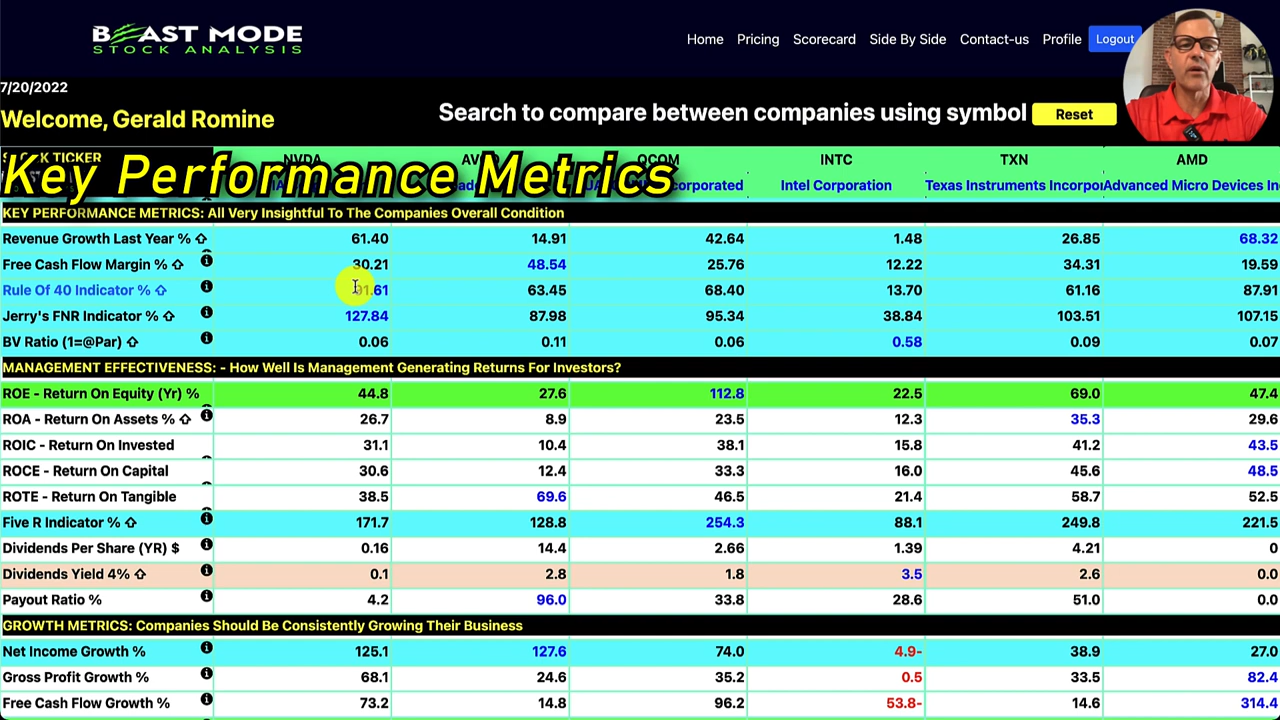 BEAST MODE
STOCK ANALYSIS
Home Pricing Scorecard Side By Side Contact-us Profile Logout
7/20/2022
Welcome, Gerald Romine
Search to compare between companies using symbol Reset
TICKER NVDA QCOM INTC TXN AMD
Key Performance Metrics
Intel Corporation Texas Instruments Incorpo Advanced Micro Devices In
KEY PERFORMANCE METRICS: All Very Insightful To The Companies Overall Condition
Revenue Growth Last Year % 61.40 14.91 42.64 1.48 26.85 68.32
Free Cash Flow Margin % 30.21 48.54 25.76 12.22 34.31 19.59
Rule Of 40 Indicator % 91.61 63.45 68.40 13.70 61.16 87.91
Jerry's FNR Indicator % 127.84 87.98 95.34 38.84 103.51 107.15
BV Ratio (1=@Par) 0.06 0.11 0.06 0.58 0.09 0.07
MANAGEMENT EFFECTIVENESS: - How Well Is Management Generating Returns For Investors?
ROE - Return On Equity (Yr) % 44.8 27.6 112.8 22.5 69.0 47.4
ROA - Return On Assets % 26.7 8.9 23.5 12.3 35.3 29.6
ROIC - Return On Invested 31.1 10.4 38.1 15.8 41.2 43.5
ROCE - Return On Capital 30.6 12.4 33.3 16.0 45.6 48.5
ROTE - Return On Tangible 38.5 69.6 46.5 21.4 58.7 52.5
Five R Indicator % 171.7 128.8 254.3 88.1 249.8 221.5
Dividends Per Share (YR) $ 0.16 14.4 2.66 1.39 4.21 0
Dividends Yield 4% 0.1 2.8 1.8 3.5 2.6 0.0
Payout Ratio % 4.2 96.0 33.8 28.6 51.0 0.0
GROWTH METRICS: Companies Should Be Consistently Growing Their Business
Net Income Growth % 125.1 127.6 74.0 4.9- 38.9 27.0
Gross Profit Growth % 68.1 24.6 35.2 0.5 33.5 82.4
Free Cash Flow Growth % 73.2 14.8 96.2 53.8- 14.6 314.4